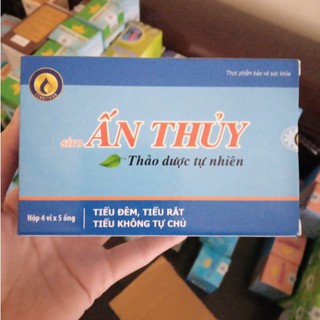 Thực phẩm bảo vệ sức khỏe
siro ẤN THỦY
Thảo dược tự nhiên
Hộp 4 vỉ x 5 ống
TIỂU ĐÊM, TIỂU RẮT
TIỂU KHÔNG TỰ CHỦ